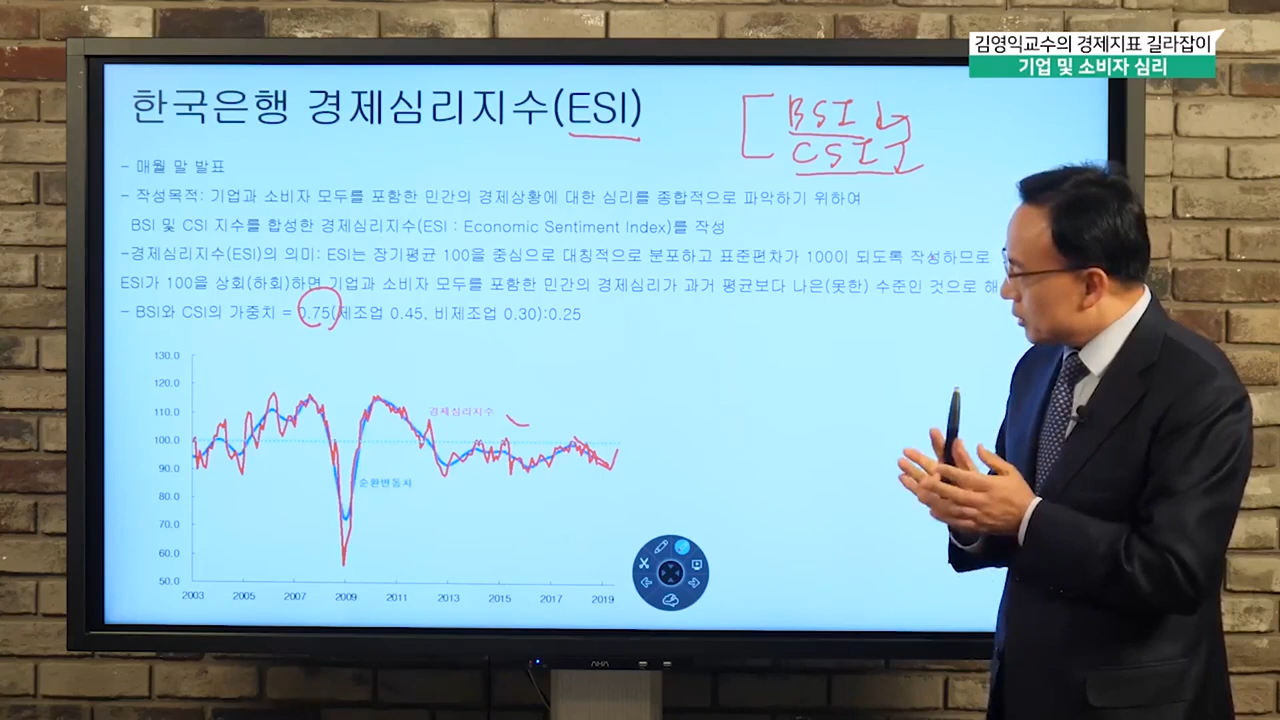 김영익교수의 경제지표 길라잡이
기업 및 소비자 심리
한국은행 경제심리지수(ESI)
BSI
CSI
- 매월 말 발표
- 작성목적: 기업과 소비자 모두를 포함한 민간의 경제상황에 대한 심리를 종합적으로 파악하기 위하여
BSI 및 CSI 지수를 합성한 경제심리지수(ESI : Economic Sentiment Index)를 작성
-경제심리지수(ESI)의 의미: ESI는 장기평균 100을 중심으로 대칭적으로 분포하고 표준편차가 10이 되도록 작성하므로
ESI가 100을 상회(하회)하면 기업과 소비자 모두를 포함한 민간의 경제심리가 과거 평균보다 나은(못한) 수준인 것으로 해
- BSI와 CSI의 가중치 = 0.75(제조업 0.45, 비제조업 0.30):0.25
130.0
120.0
110.0
100.0
90.0
80.0
70.0
60.0
50.0
경제심리지수
순환변동치
2003 2005 2007 2009 2011 2013 2015 2017 2019